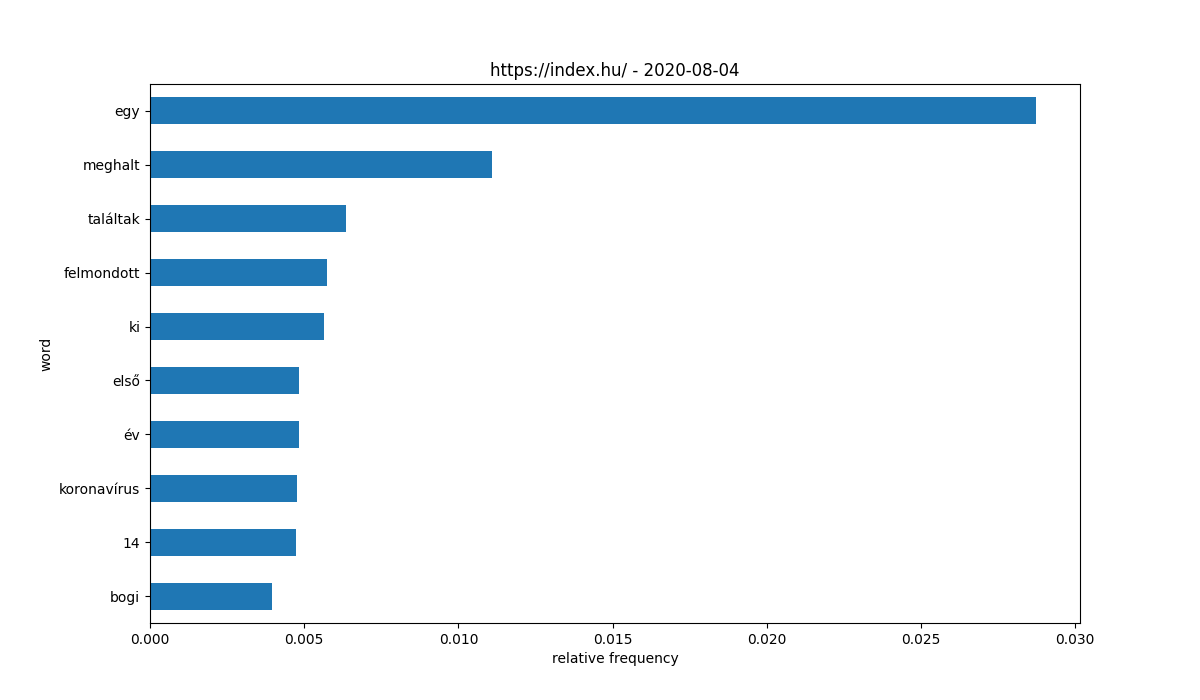 https://index.hu/ - 2020-08-04
egy
meghalt
találtak
felmondott
ki
első
év
koronavírus
14
bogi
word
0.000 0.005 0.010 0.015 0.020 0.025 0.030
relative frequency